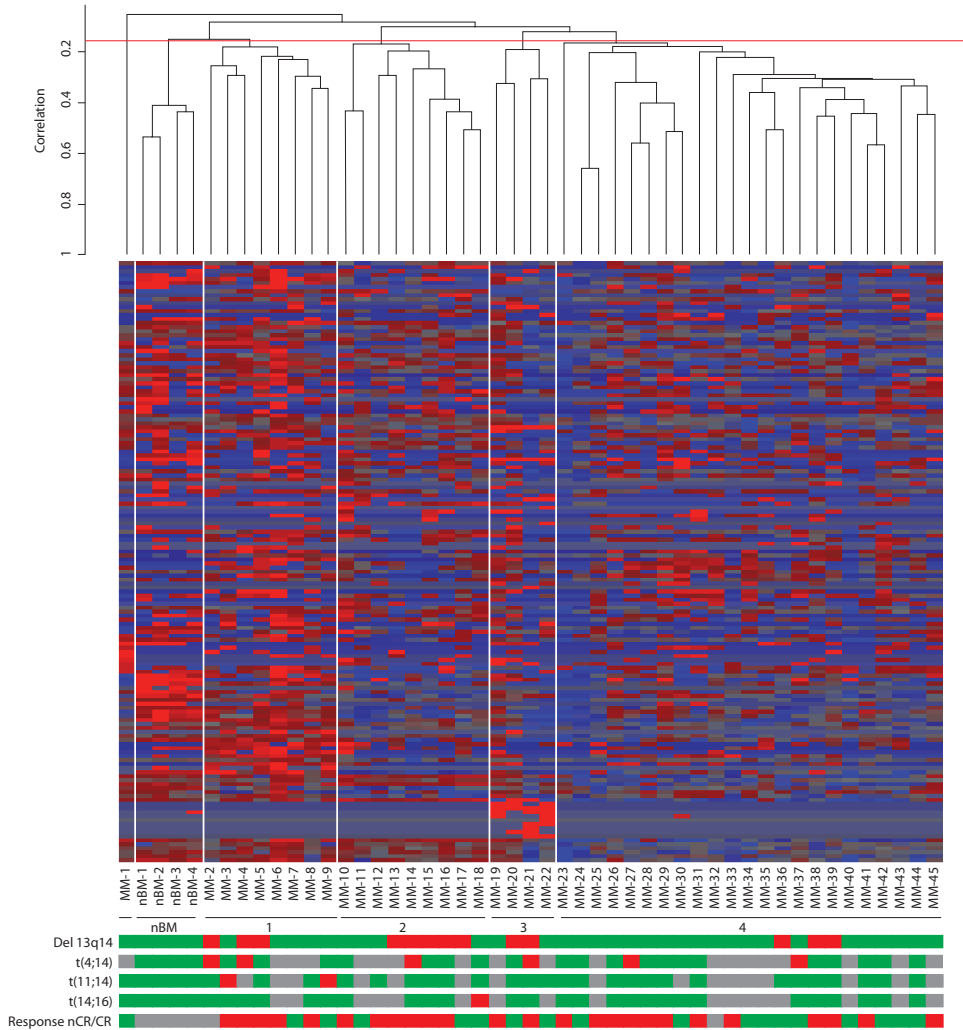 0.2
0.4
0.6
0.8
1
Correlation
MM-1
nBM-1
nBM-2
nBM-3
nBM-4
MM-2
MM-3
MM-4
MM-5
MM-6
MM-7
MM-8
MM-9
MM-10
MM-11
MM-12
MM-13
MM-14
MM-15
MM-16
MM-17
MM-18
MM-19
MM-20
MM-21
MM-22
MM-23
MM-24
MM-25
MM-26
MM-27
MM-28
MM-29
MM-30
MM-31
MM-32
MM-33
MM-34
MM-35
MM-36
MM-37
MM-38
MM-39
MM-40
MM-41
MM-42
MM-43
MM-44
MM-45
nBM 1 2 3 4
Del 13q14
t(4;14)
t(11;14)
t(14;16)
Response nCR/CR